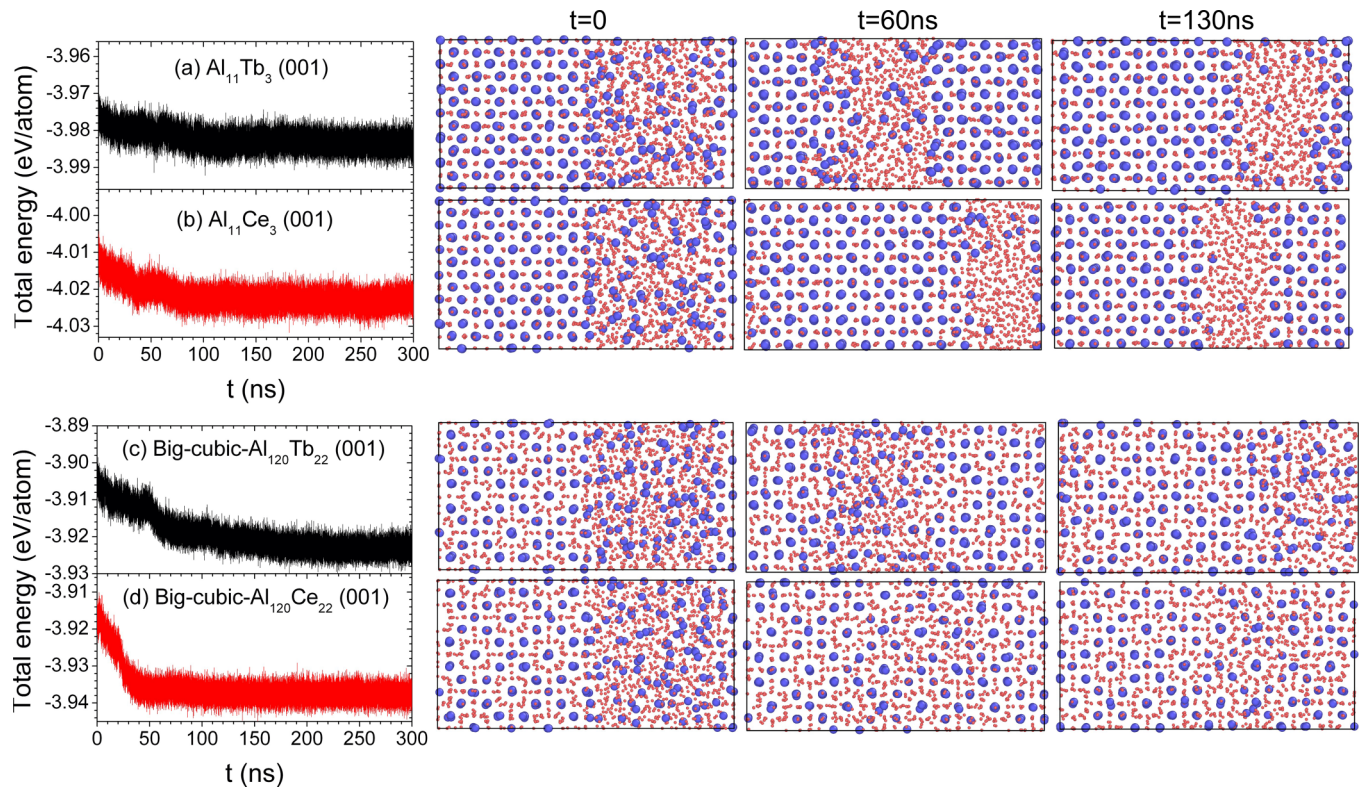 t=0 t=60ns t=130ns
Total energy (eV/atom)
-3.96
-3.97
-3.98
-3.99
(a) Al₁₁Tb₃ (001)
-4.00
-4.01
-4.02
-4.03
(b) Al₁₁Ce₃ (001)
0 50 100 150 200 250 300
t (ns)
Total energy (eV/atom)
-3.89
-3.90
-3.91
-3.92
-3.93
(c) Big-cubic-Al₁₂₀Tb₂₂ (001)
-3.91
-3.92
-3.93
-3.94
(d) Big-cubic-Al₁₂₀Ce₂₂ (001)
0 50 100 150 200 250 300
t (ns)